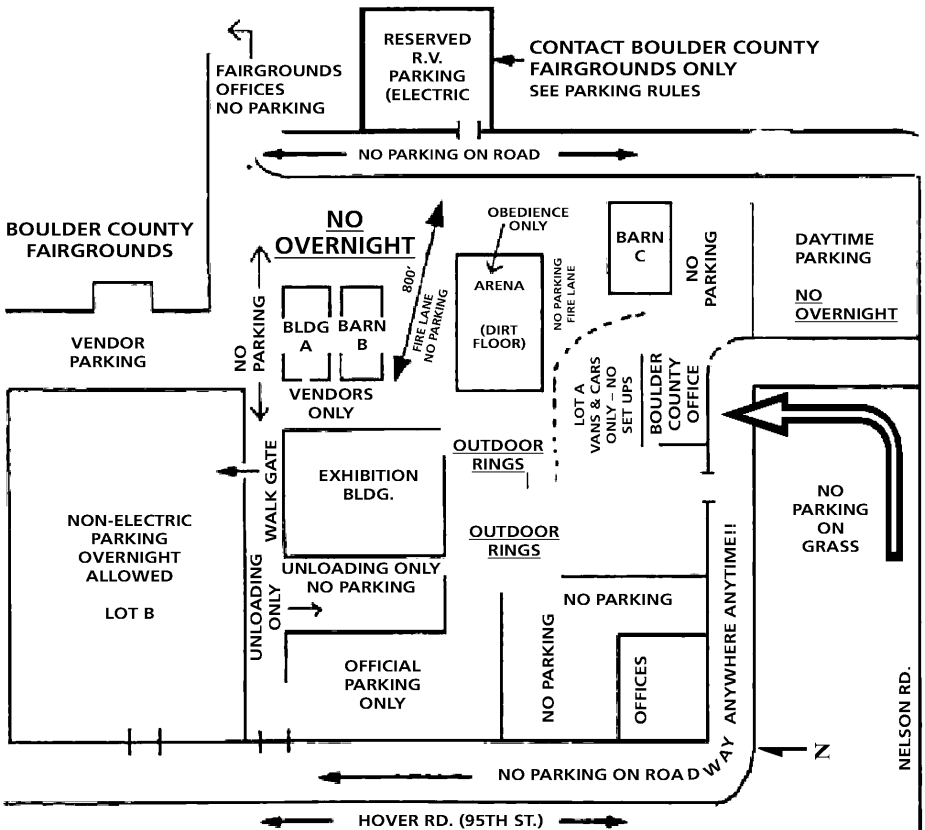 RESERVED
R.V.
PARKING
(ELECTRIC
CONTACT BOULDER COUNTY
FAIRGROUNDS ONLY
SEE PARKING RULES
FAIRGROUNDS
OFFICES
NO PARKING
NO PARKING ON ROAD
BOULDER COUNTY
FAIRGROUNDS
NO
OVERNIGHT
800'
FIRE LANE
NO PARKING
OBEDIENCE
ONLY
ARENA
(DIRT
FLOOR)
NO PARKING
FIRE LANE
BARN
C
NO
PARKING
DAYTIME
PARKING
NO
OVERNIGHT
VENDOR
PARKING
NO
PARKING
BLDG
A
BARN
B
VENDORS
ONLY
LOT A
VANS & CARS
ONLY – NO
SET UPS
BOULDER
COUNTY
OFFICE
WALK GATE
EXHIBITION
BLDG.
OUTDOOR
RINGS
OUTDOOR
RINGS
NO
PARKING
ON
GRASS
NON-ELECTRIC
PARKING
OVERNIGHT
ALLOWED
LOT B
UNLOADING
ONLY
UNLOADING ONLY
NO PARKING
NO PARKING
NO PARKING
OFFICIAL
PARKING
ONLY
OFFICES
NO PARKING ON ROADWAY ANYWHERE ANYTIME!!
N
NELSON RD.
HOVER RD. (95TH ST.)